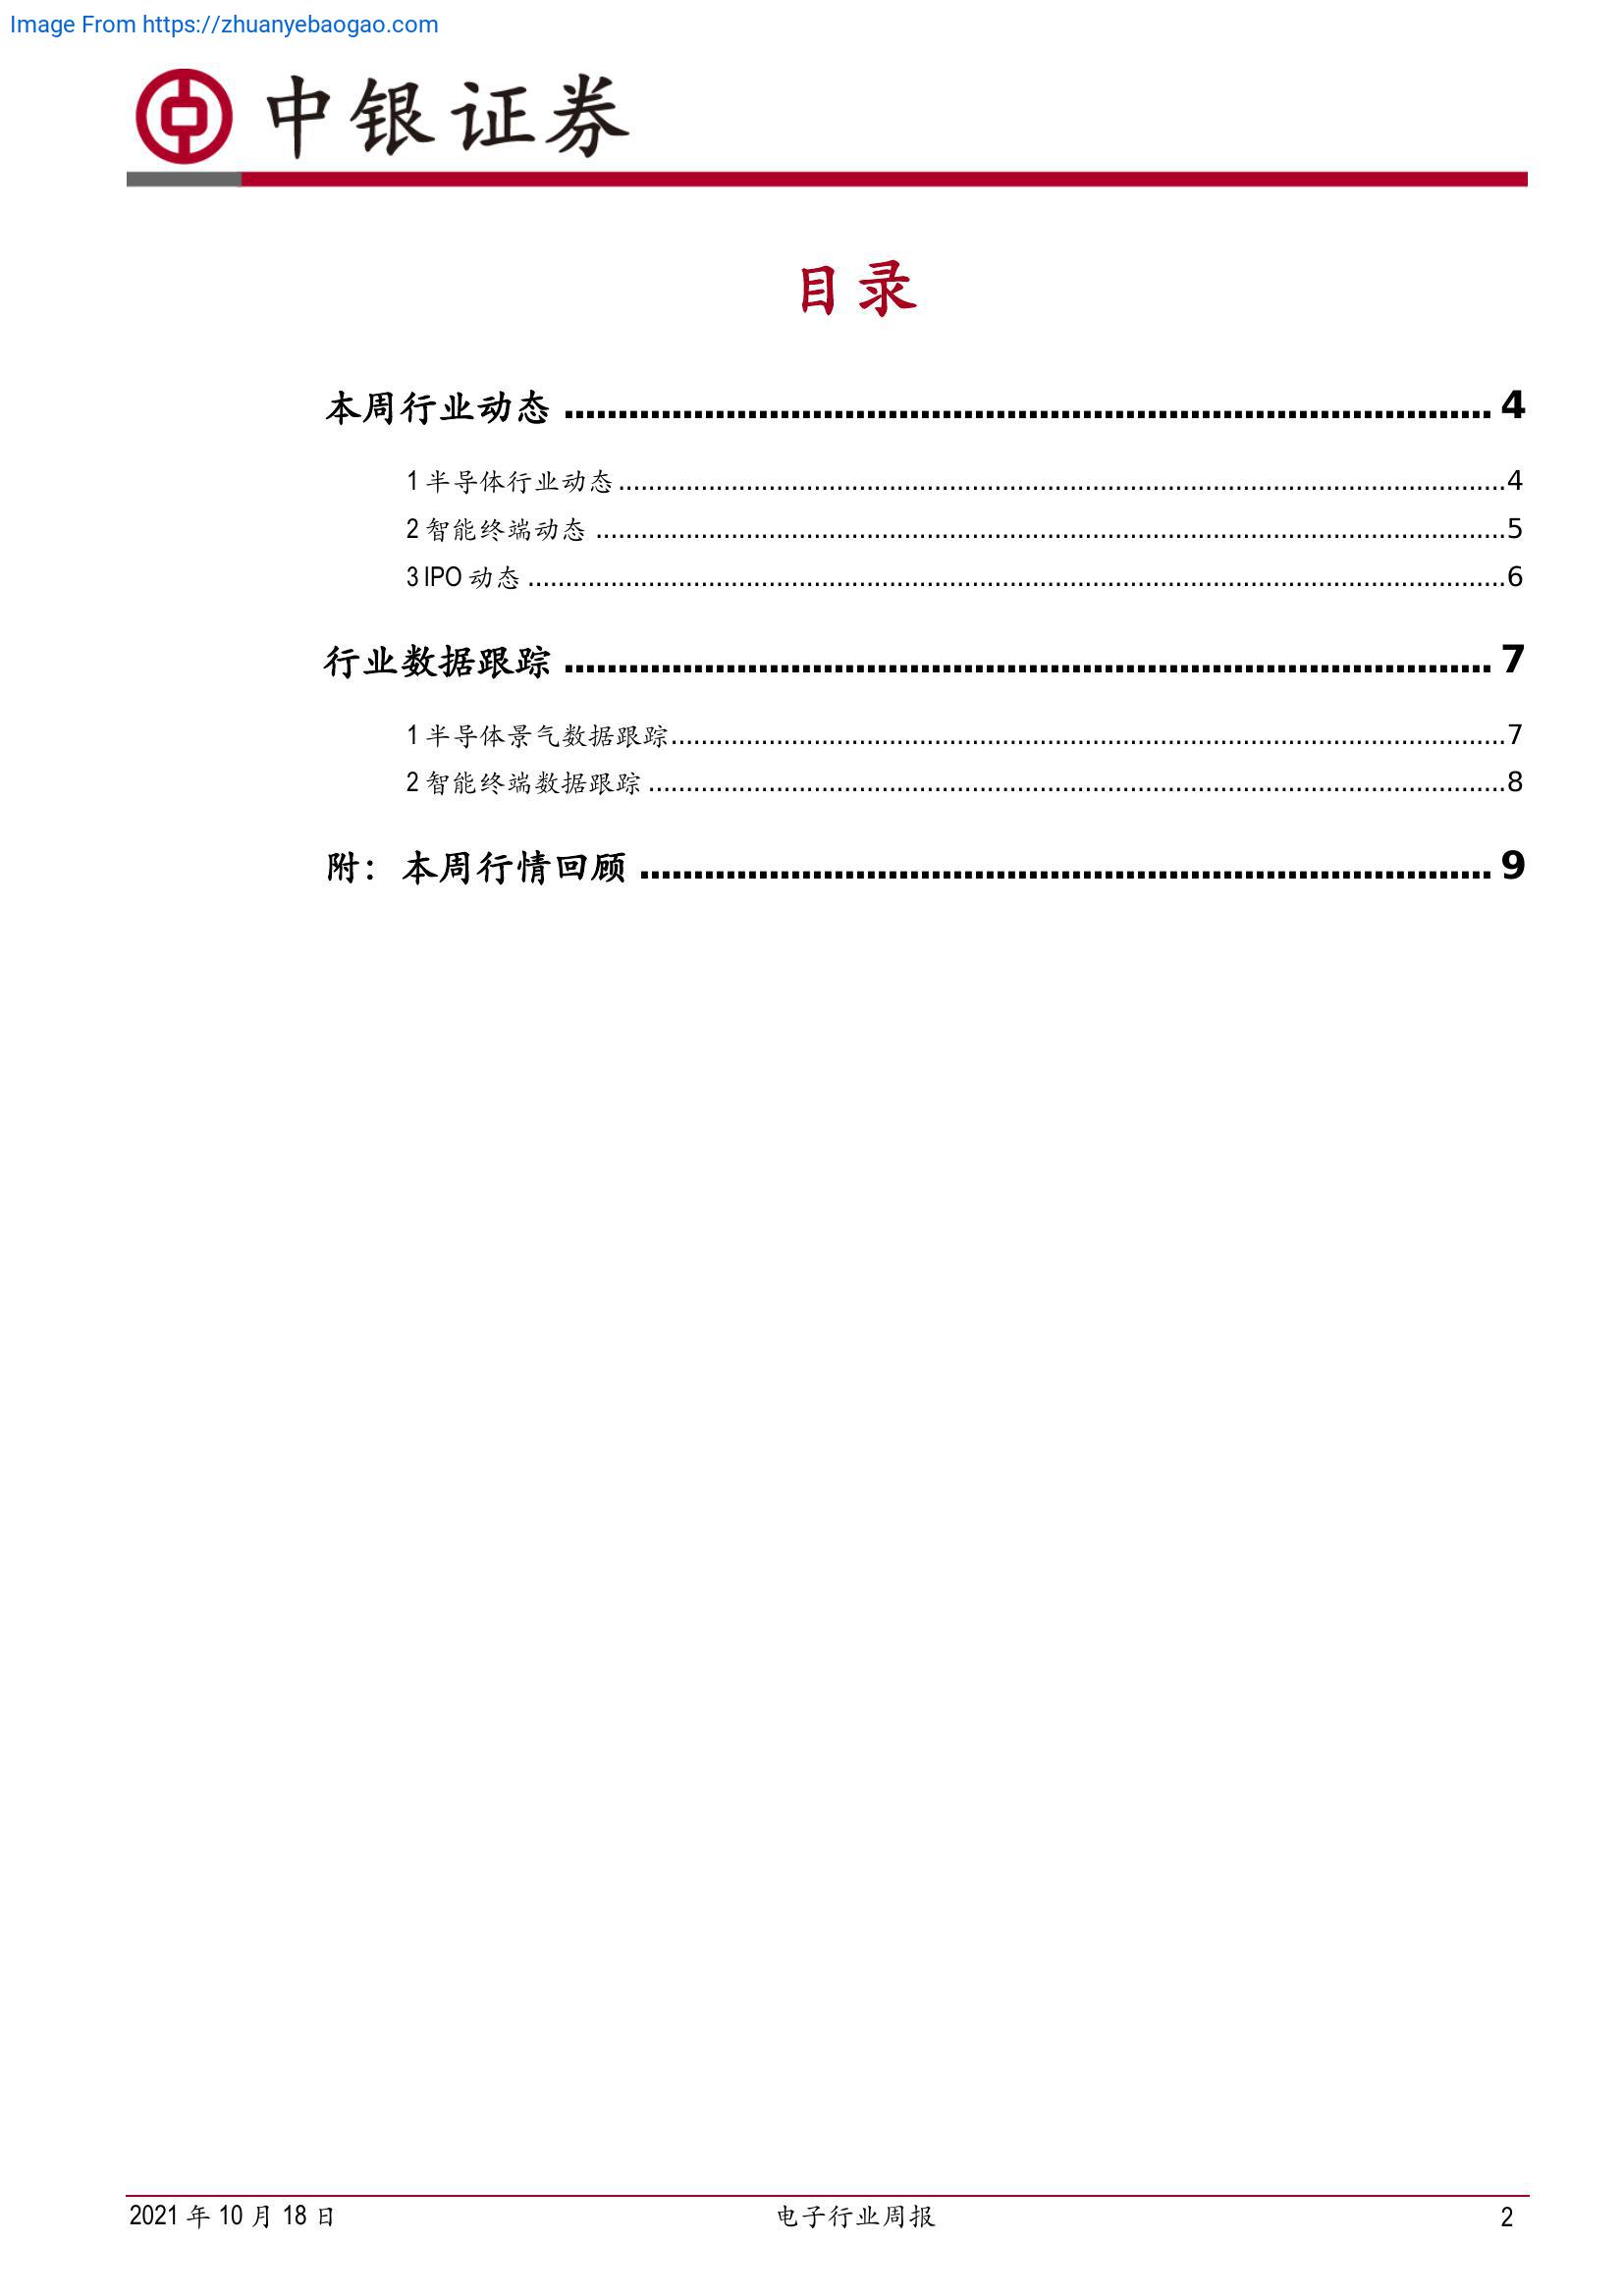 Image From https://zhuanyebaogao.com
中银证券
目录
本周行业动态 ........................................ 4
1 半导体行业动态 ........................................ 4
2 智能终端动态 ........................................ 5
3 IPO 动态 ........................................ 6
行业数据跟踪 ........................................ 7
1 半导体景气数据跟踪 ........................................ 7
2 智能终端数据跟踪 ........................................ 8
附：本周行情回顾 ........................................ 9
2021 年 10 月 18 日 电子行业周报 2